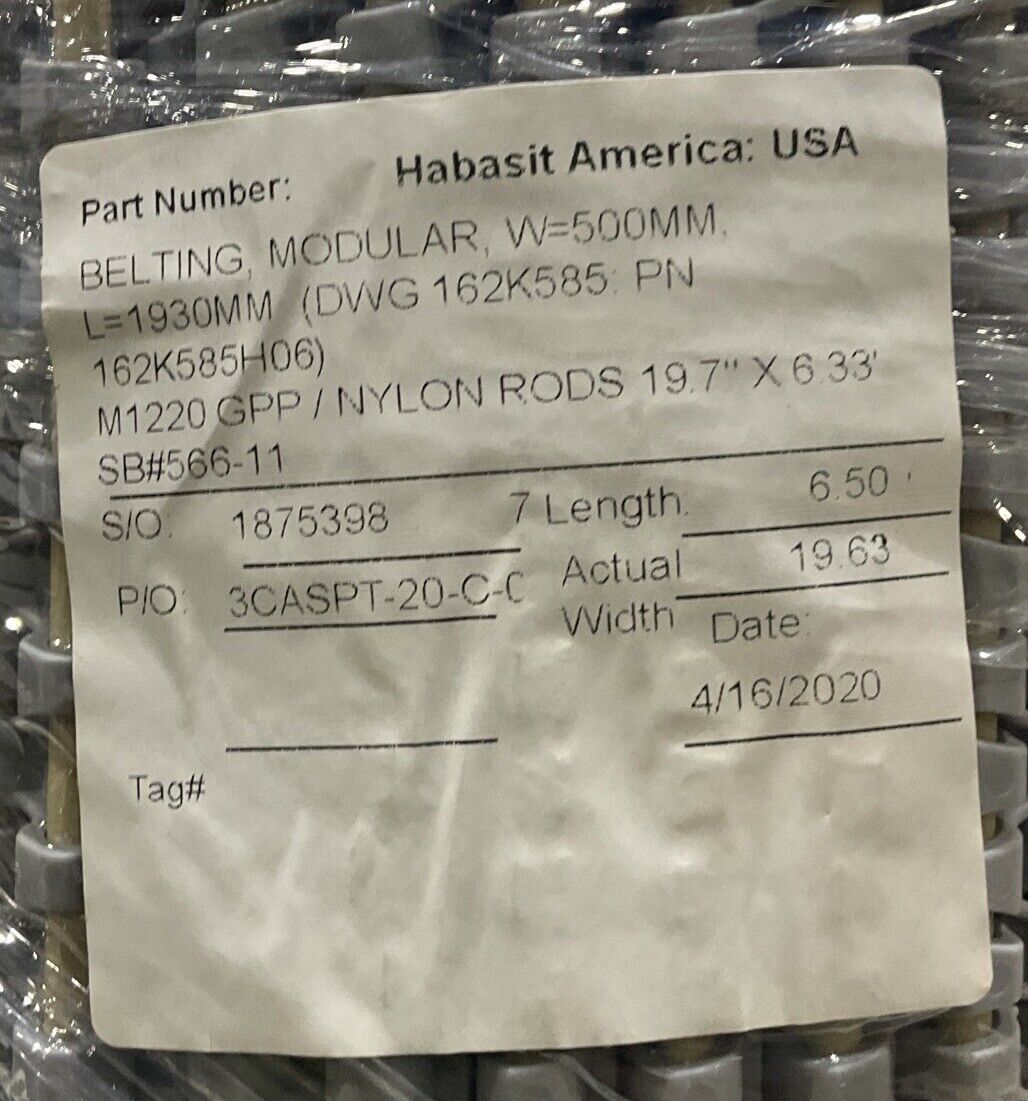 Habasit America: USA
Part Number:
BELTING, MODULAR, W=500MM,
L=1930MM (DWG 162K585: PN
162K585H06)
M1220 GPP / NYLON RODS 19.7" X 6.33'
SB#566-11
S/O: 1875398 7 Length: 6.50 '
P/O: 3CASPT-20-C- Actual Width 19.63
Date:
4/16/2020
Tag#